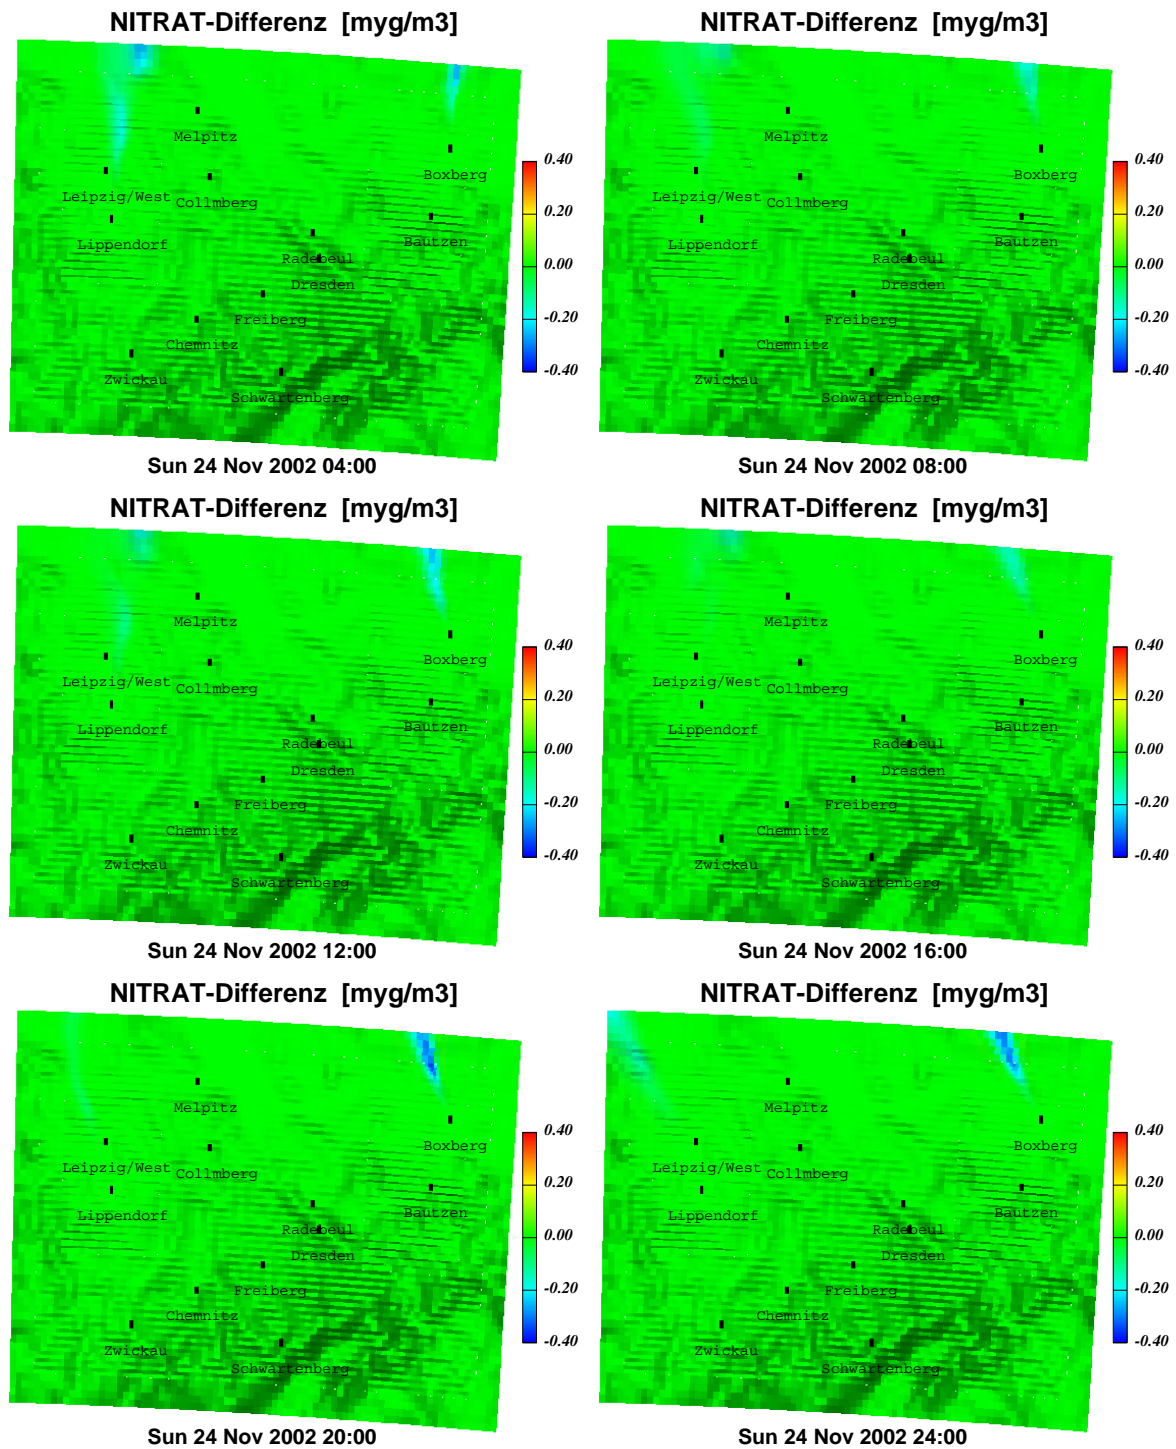 NITRAT-Differenz [myg/m3]
Melpitz
Boxberg
Leipzig/West
Collmberg
Lippendorf
Bautzen
Radebeul
Dresden
Freiberg
Chemnitz
Zwickau
Schwartenberg
0.40
0.20
0.00
-0.20
-0.40
Sun 24 Nov 2002 04:00
NITRAT-Differenz [myg/m3]
Melpitz
Boxberg
Leipzig/West
Collmberg
Lippendorf
Bautzen
Radebeul
Dresden
Freiberg
Chemnitz
Zwickau
Schwartenberg
0.40
0.20
0.00
-0.20
-0.40
Sun 24 Nov 2002 08:00
NITRAT-Differenz [myg/m3]
Melpitz
Boxberg
Leipzig/West
Collmberg
Lippendorf
Bautzen
Radebeul
Dresden
Freiberg
Chemnitz
Zwickau
Schwartenberg
0.40
0.20
0.00
-0.20
-0.40
Sun 24 Nov 2002 12:00
NITRAT-Differenz [myg/m3]
Melpitz
Boxberg
Leipzig/West
Collmberg
Lippendorf
Bautzen
Radebeul
Dresden
Freiberg
Chemnitz
Zwickau
Schwartenberg
0.40
0.20
0.00
-0.20
-0.40
Sun 24 Nov 2002 16:00
NITRAT-Differenz [myg/m3]
Melpitz
Boxberg
Leipzig/West
Collmberg
Lippendorf
Bautzen
Radebeul
Dresden
Freiberg
Chemnitz
Zwickau
Schwartenberg
0.40
0.20
0.00
-0.20
-0.40
Sun 24 Nov 2002 20:00
NITRAT-Differenz [myg/m3]
Melpitz
Boxberg
Leipzig/West
Collmberg
Lippendorf
Bautzen
Radebeul
Dresden
Freiberg
Chemnitz
Zwickau
Schwartenberg
0.40
0.20
0.00
-0.20
-0.40
Sun 24 Nov 2002 24:00